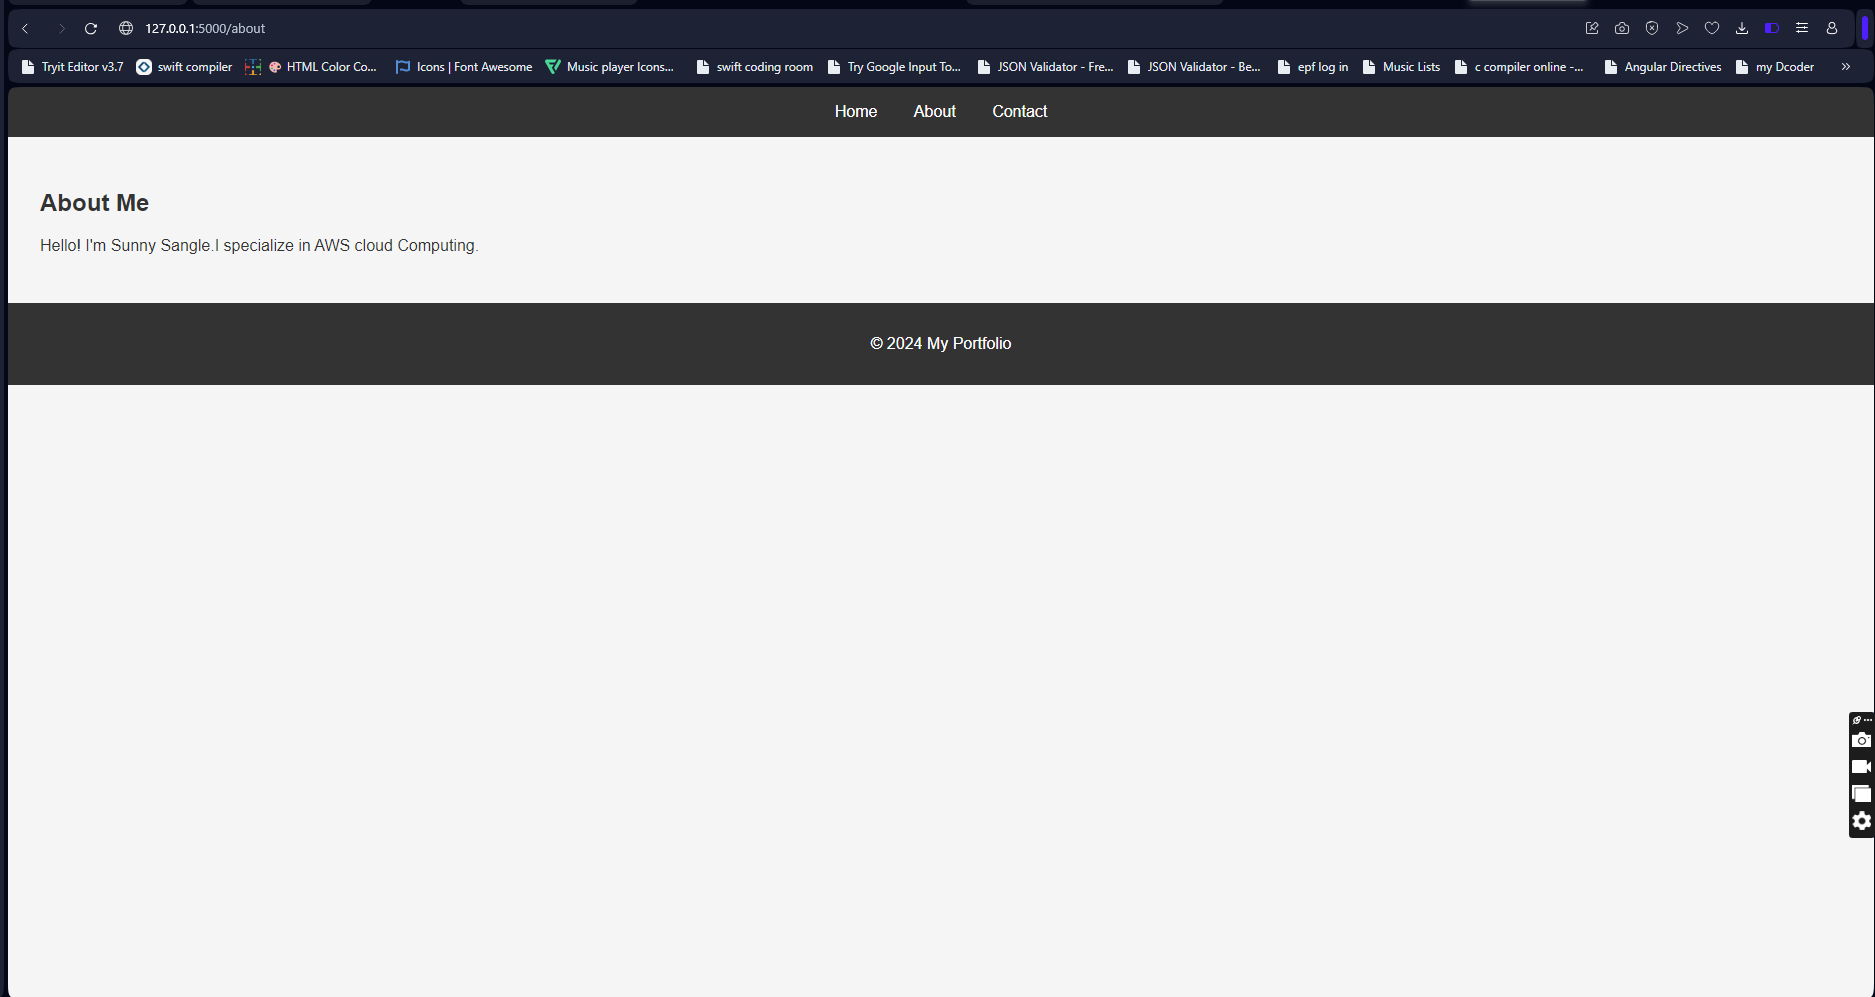 127.0.0.1:5000/about
Tryit Editor v3.7 swift compiler HTML Color Co... Icons | Font Awesome Music player Icons... swift coding room Try Google Input To... JSON Validator - Fre... JSON Validator - Be... epf log in Music Lists c compiler online -... Angular Directives my Dcoder »
Home About Contact
About Me
Hello! I'm Sunny Sangle.I specialize in AWS cloud Computing.
© 2024 My Portfolio